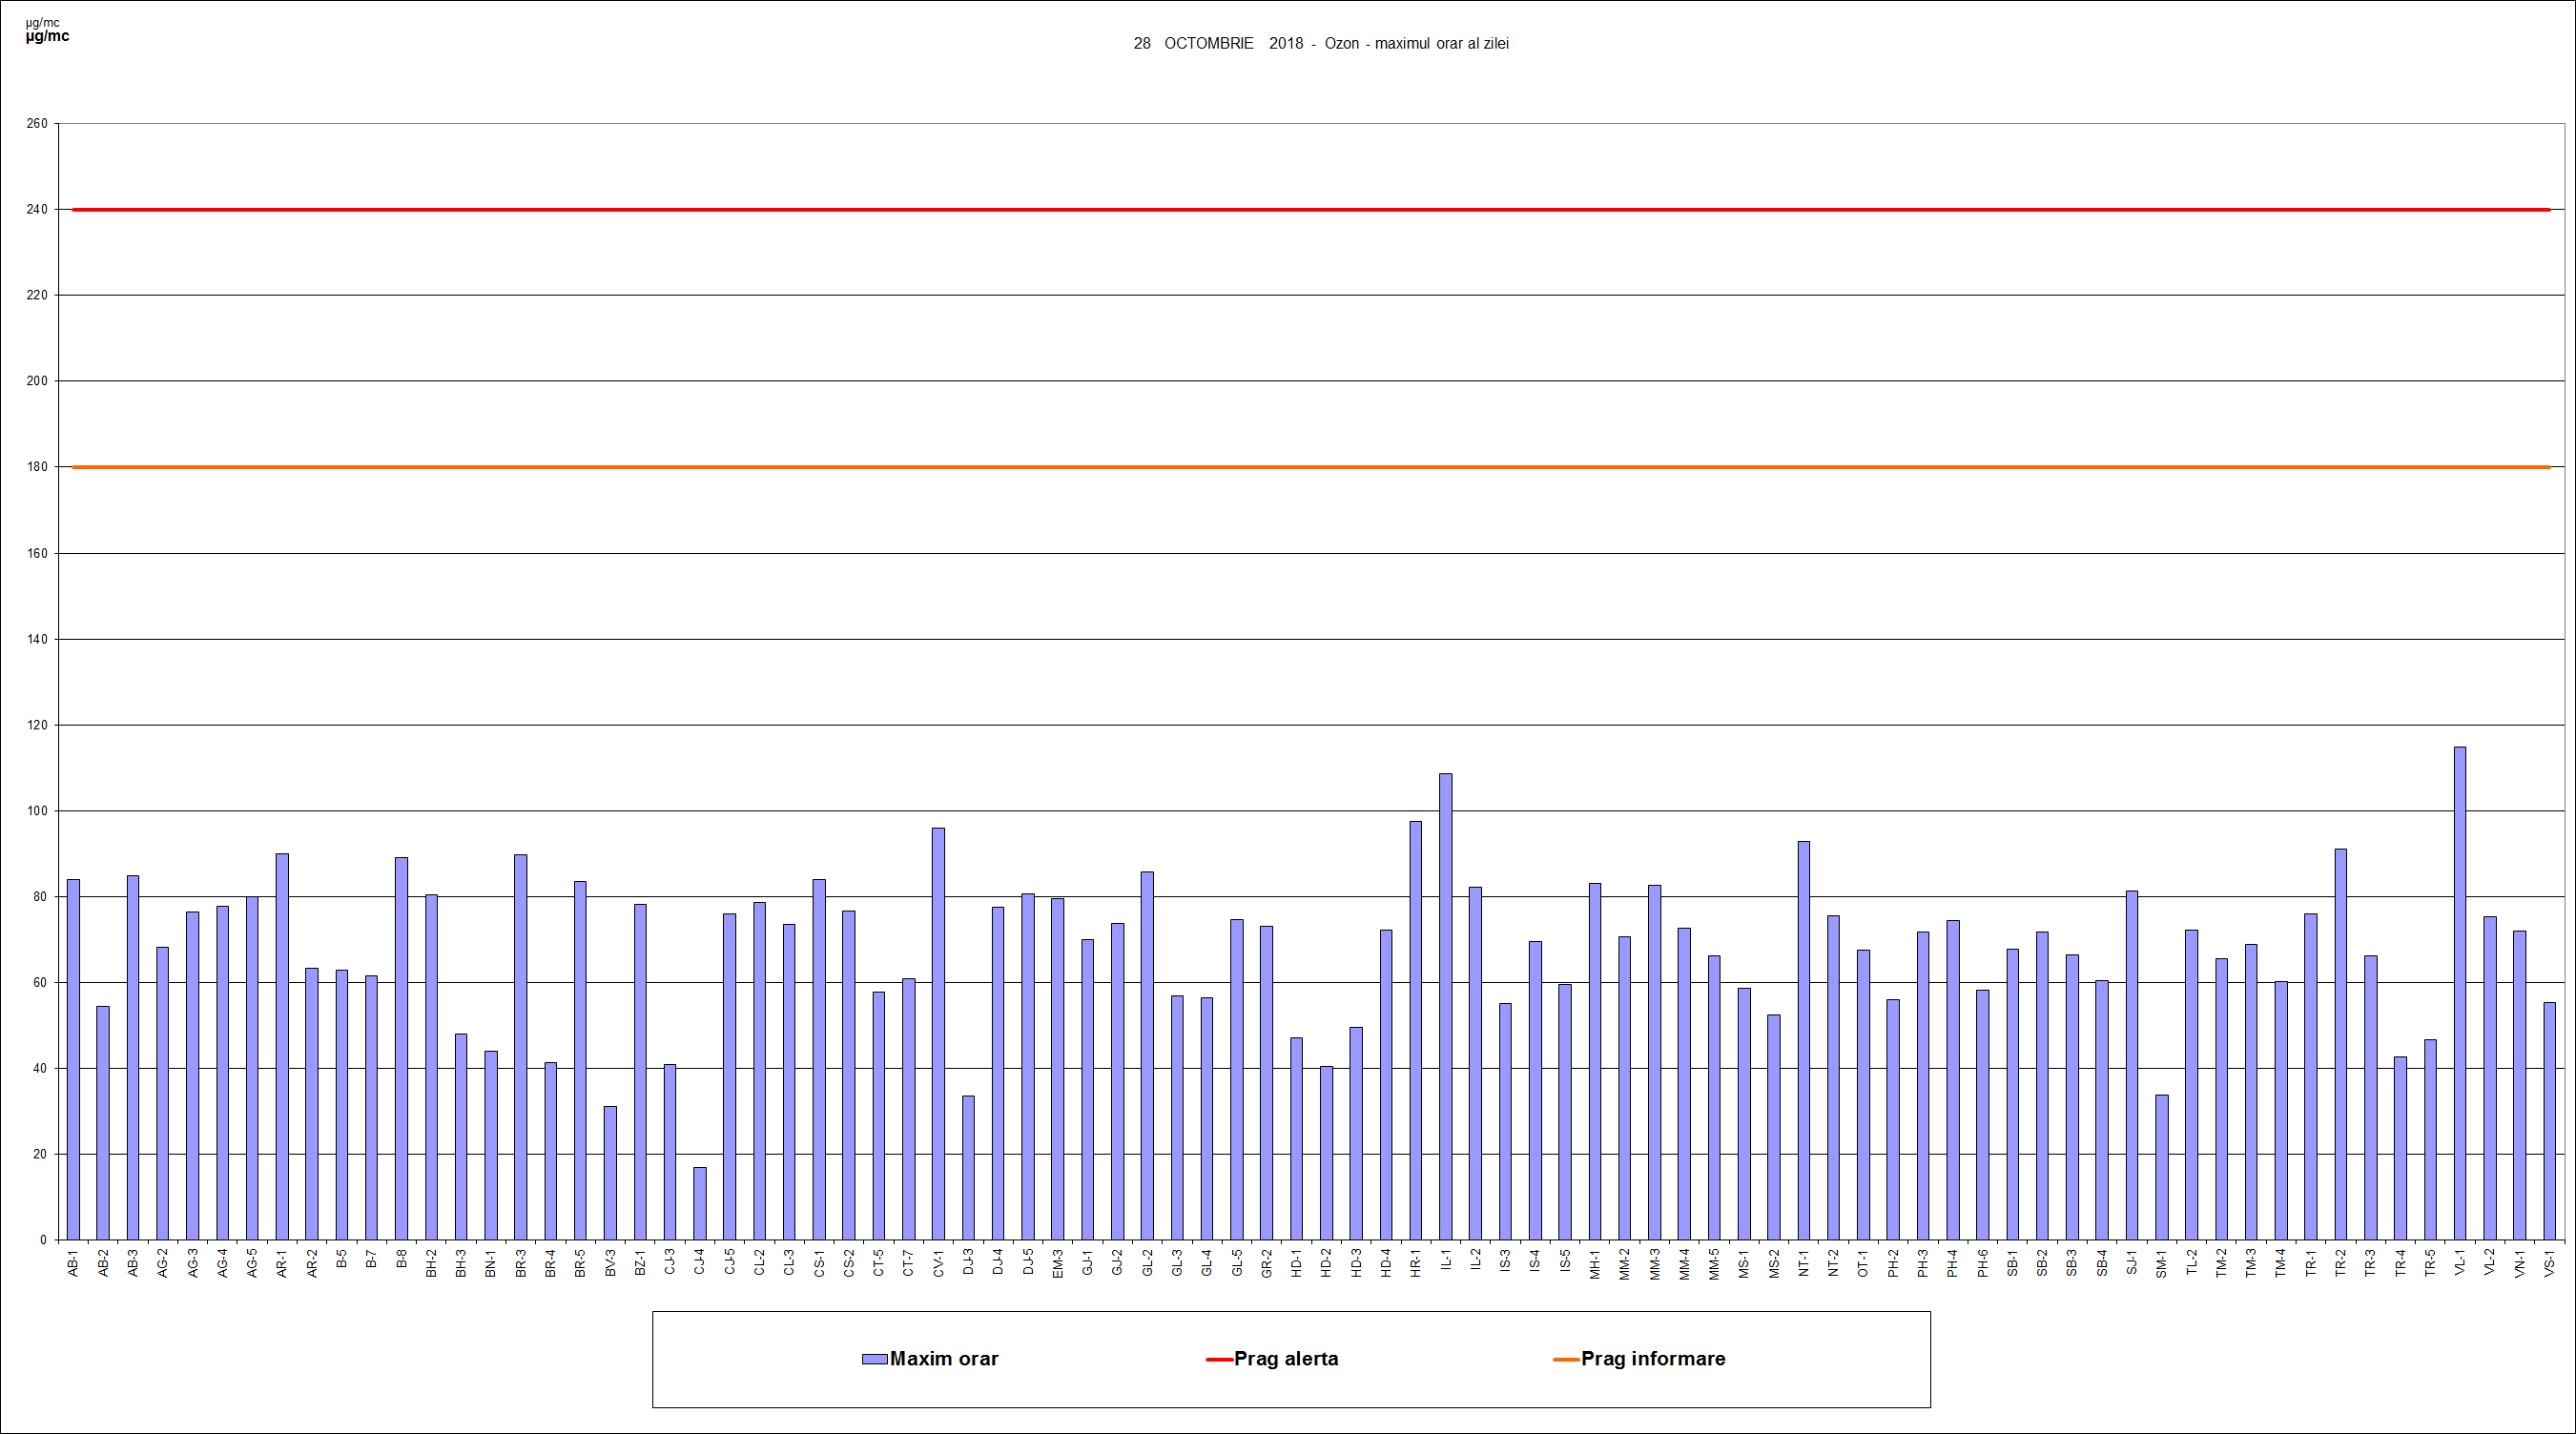 µg/mc
µg/mc
28 OCTOMBRIE 2018 - Ozon - maximul orar al zilei
260
240
220
200
180
160
140
120
100
80
60
40
20
0
AB-1 AB-2 AB-3 AG-2 AG-3 AG-4 AG-5 AR-1 AR-2 B-5 B-7 B-8 BH-2 BH-3 BN-1 BR-3 BR-4 BR-5 BV-3 BZ-1 CJ-3 CJ-4 CJ-5 CL-2 CL-3 CS-1 CS-2 CT-5 CT-7 CV-1 DJ-3 DJ-4 DJ-5 EM-3 GJ-1 GJ-2 GL-2 GL-3 GL-4 GL-5 GR-2 HD-1 HD-2 HD-3 HD-4 HR-1 IL-1 IL-2 IS-3 IS-4 IS-5 MH-1 MM-2 MM-3 MM-4 MM-5 MS-1 MS-2 NT-1 NT-2 OT-1 PH-2 PH-3 PH-4 PH-6 SB-1 SB-2 SB-3 SB-4 SJ-1 SM-1 TL-2 TM-2 TM-3 TM-4 TR-1 TR-2 TR-3 TR-4 TR-5 VL-1 VL-2 VN-1 VS-1
Maxim orar Prag alerta Prag informare